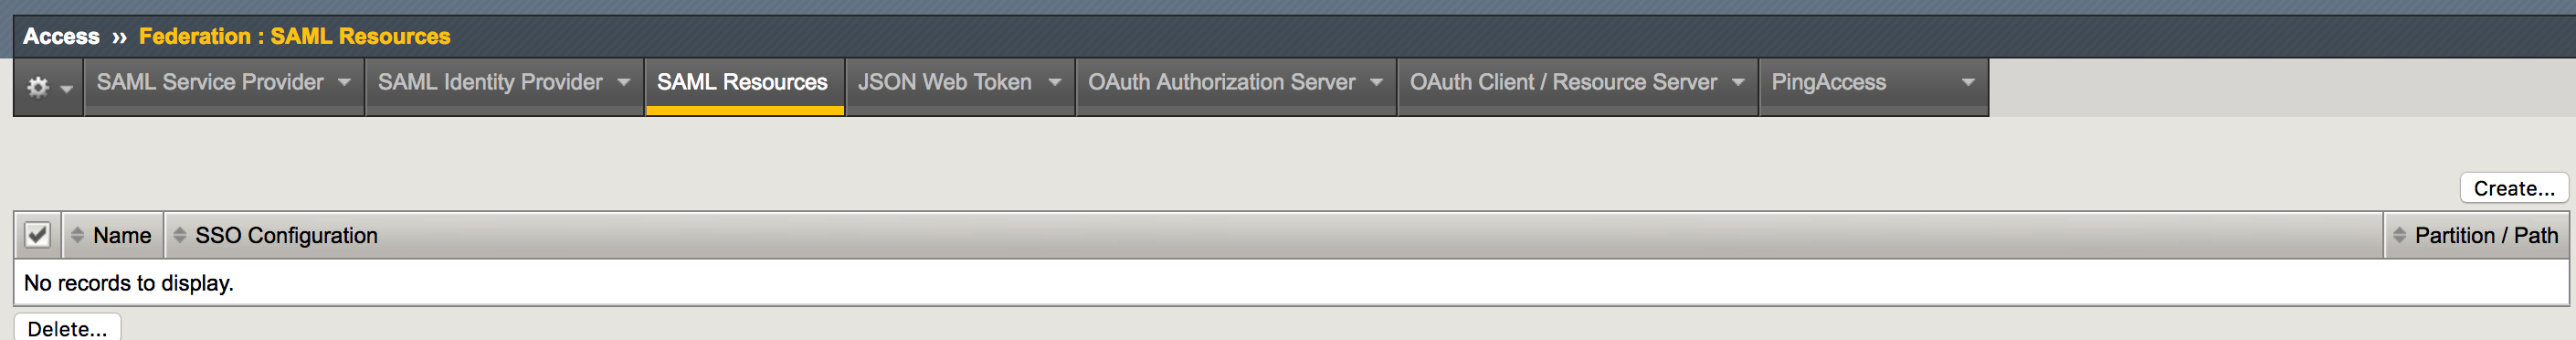 Access ›› Federation : SAML Resources
SAML Service Provider SAML Identity Provider SAML Resources JSON Web Token OAuth Authorization Server OAuth Client / Resource Server PingAccess
Create...
Name SSO Configuration Partition / Path
No records to display.
Delete...